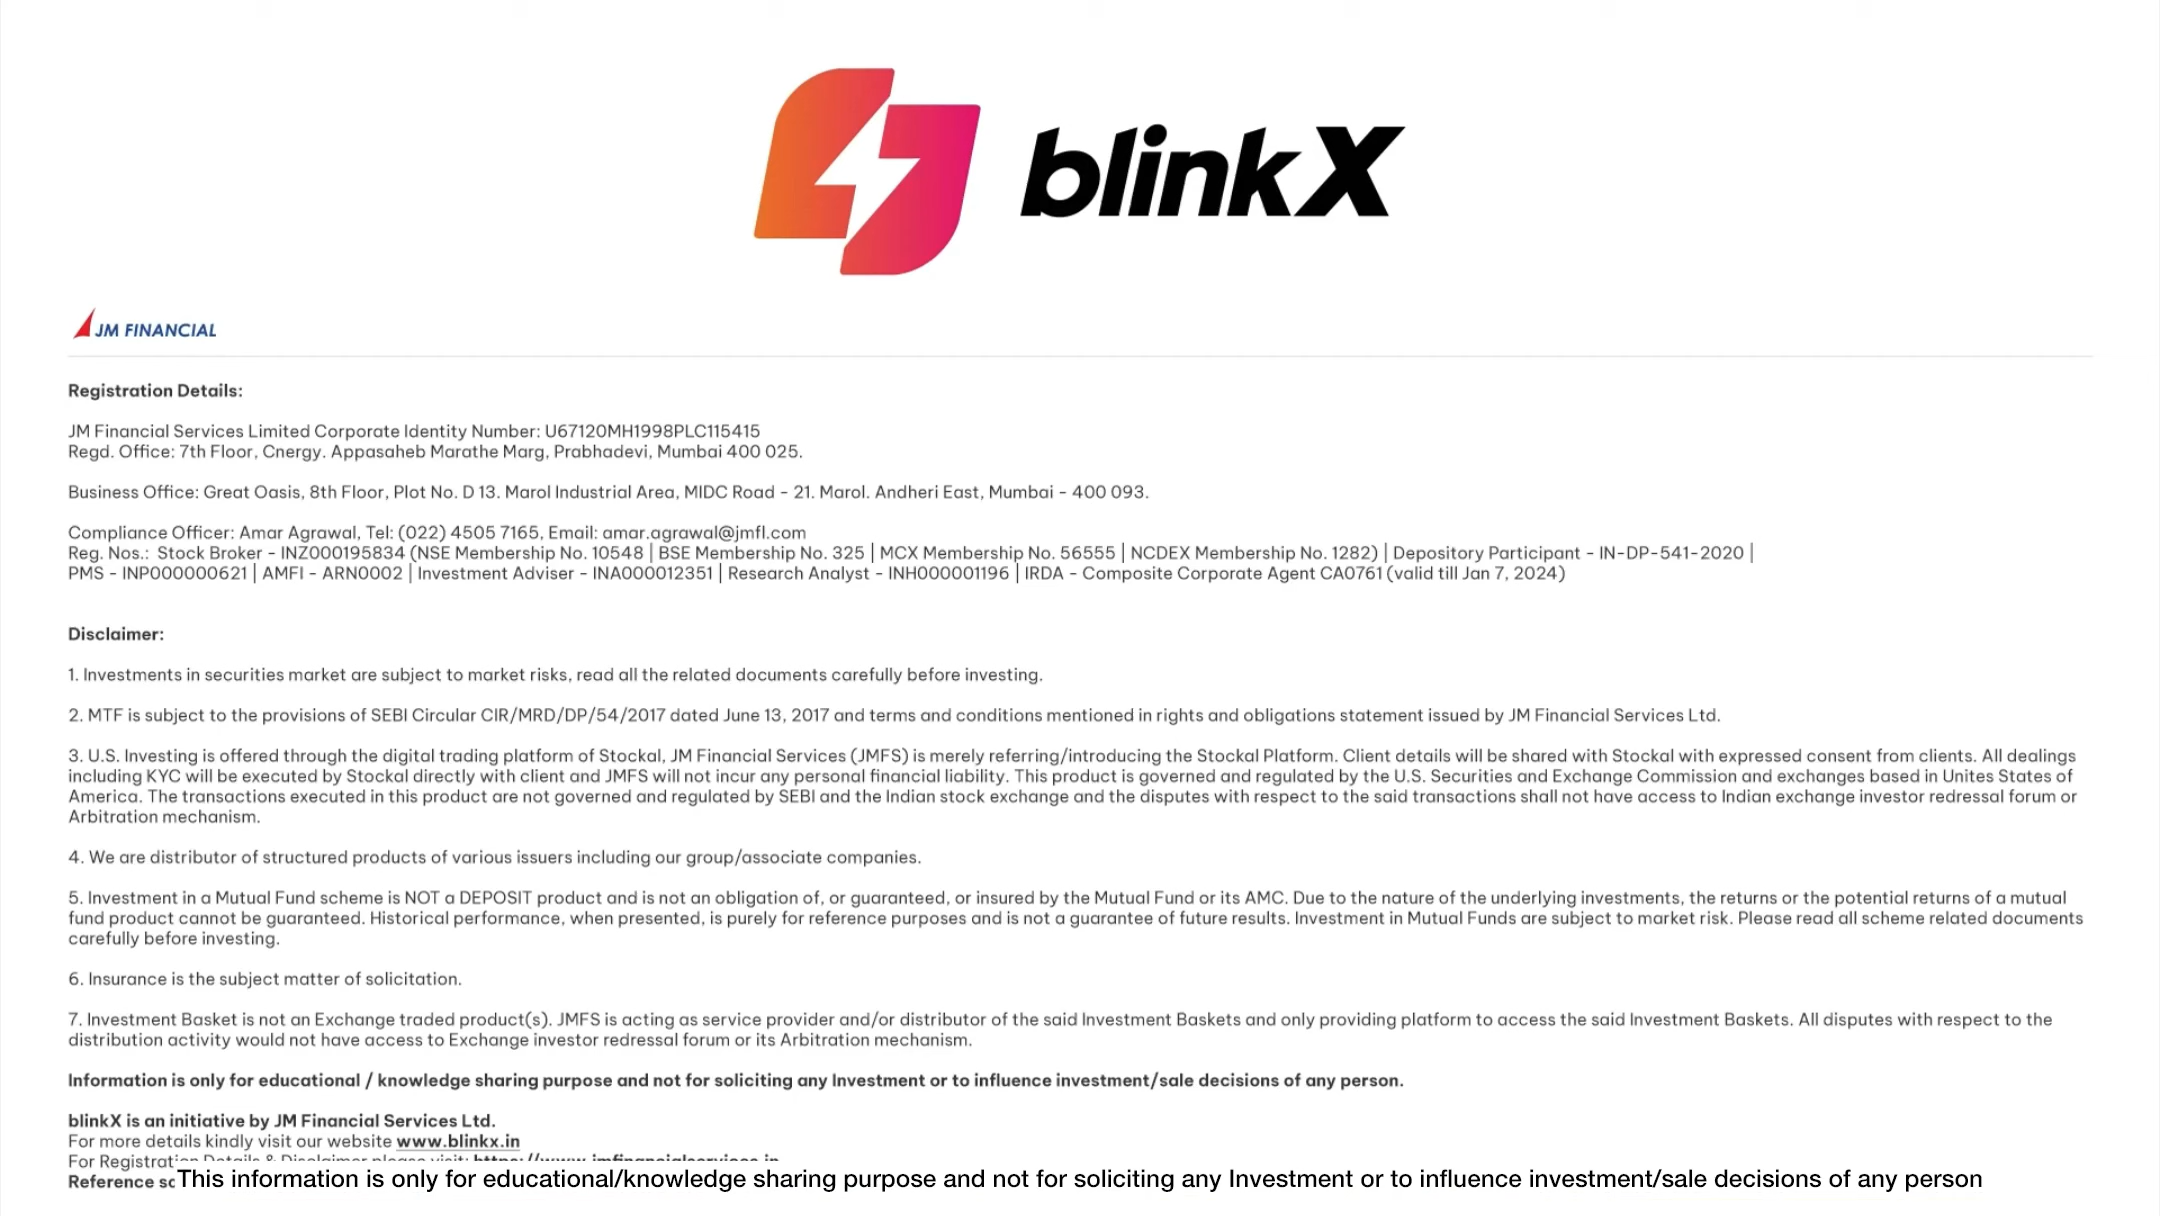 blinkX
JM FINANCIAL
Registration Details:
JM Financial Services Limited Corporate Identity Number: U67120MH1998PLC115415
Regd. Office: 7th Floor, Cnergy. Appasaheb Marathe Marg, Prabhadevi, Mumbai 400 025.
Business Office: Great Oasis, 8th Floor, Plot No. D 13. Marol Industrial Area, MIDC Road - 21. Marol. Andheri East, Mumbai - 400 093.
Compliance Officer: Amar Agrawal, Tel: (022) 4505 7165, Email: amar.agrawal@jmfl.com
Reg. Nos.: Stock Broker - INZ000195834 (NSE Membership No. 10548 | BSE Membership No. 325 | MCX Membership No. 56555 | NCDEX Membership No. 1282) | Depository Participant - IN-DP-541-2020 |
PMS - INP000000621 | AMFI - ARN0002 | Investment Adviser - INA000012351 | Research Analyst - INH000001196 | IRDA - Composite Corporate Agent CA0761 (valid till Jan 7, 2024)
Disclaimer:
1. Investments in securities market are subject to market risks, read all the related documents carefully before investing.
2. MTF is subject to the provisions of SEBI Circular CIR/MRD/DP/54/2017 dated June 13, 2017 and terms and conditions mentioned in rights and obligations statement issued by JM Financial Services Ltd.
3. U.S. Investing is offered through the digital trading platform of Stockal, JM Financial Services (JMFS) is merely referring/introducing the Stockal Platform. Client details will be shared with Stockal with expressed consent from clients. All dealings
including KYC will be executed by Stockal directly with client and JMFS will not incur any personal financial liability. This product is governed and regulated by the U.S. Securities and Exchange Commission and exchanges based in Unites States of
America. The transactions executed in this product are not governed and regulated by SEBI and the Indian stock exchange and the disputes with respect to the said transactions shall not have access to Indian exchange investor redressal forum or
Arbitration mechanism.
4. We are distributor of structured products of various issuers including our group/associate companies.
5. Investment in a Mutual Fund scheme is NOT a DEPOSIT product and is not an obligation of, or guaranteed, or insured by the Mutual Fund or its AMC. Due to the nature of the underlying investments, the returns or the potential returns of a mutual
fund product cannot be guaranteed. Historical performance, when presented, is purely for reference purposes and is not a guarantee of future results. Investment in Mutual Funds are subject to market risk. Please read all scheme related documents
carefully before investing.
6. Insurance is the subject matter of solicitation.
7. Investment Basket is not an Exchange traded product(s). JMFS is acting as service provider and/or distributor of the said Investment Baskets and only providing platform to access the said Investment Baskets. All disputes with respect to the
distribution activity would not have access to Exchange investor redressal forum or its Arbitration mechanism.
Information is only for educational / knowledge sharing purpose and not for soliciting any Investment or to influence investment/sale decisions of any person.
blinkX is an initiative by JM Financial Services Ltd.
For more details kindly visit our website www.blinkx.in
For Registration Details & Disclaimer please visit: https://www.jmfinancialservices.in
Reference
This information is only for educational/knowledge sharing purpose and not for soliciting any Investment or to influence investment/sale decisions of any person